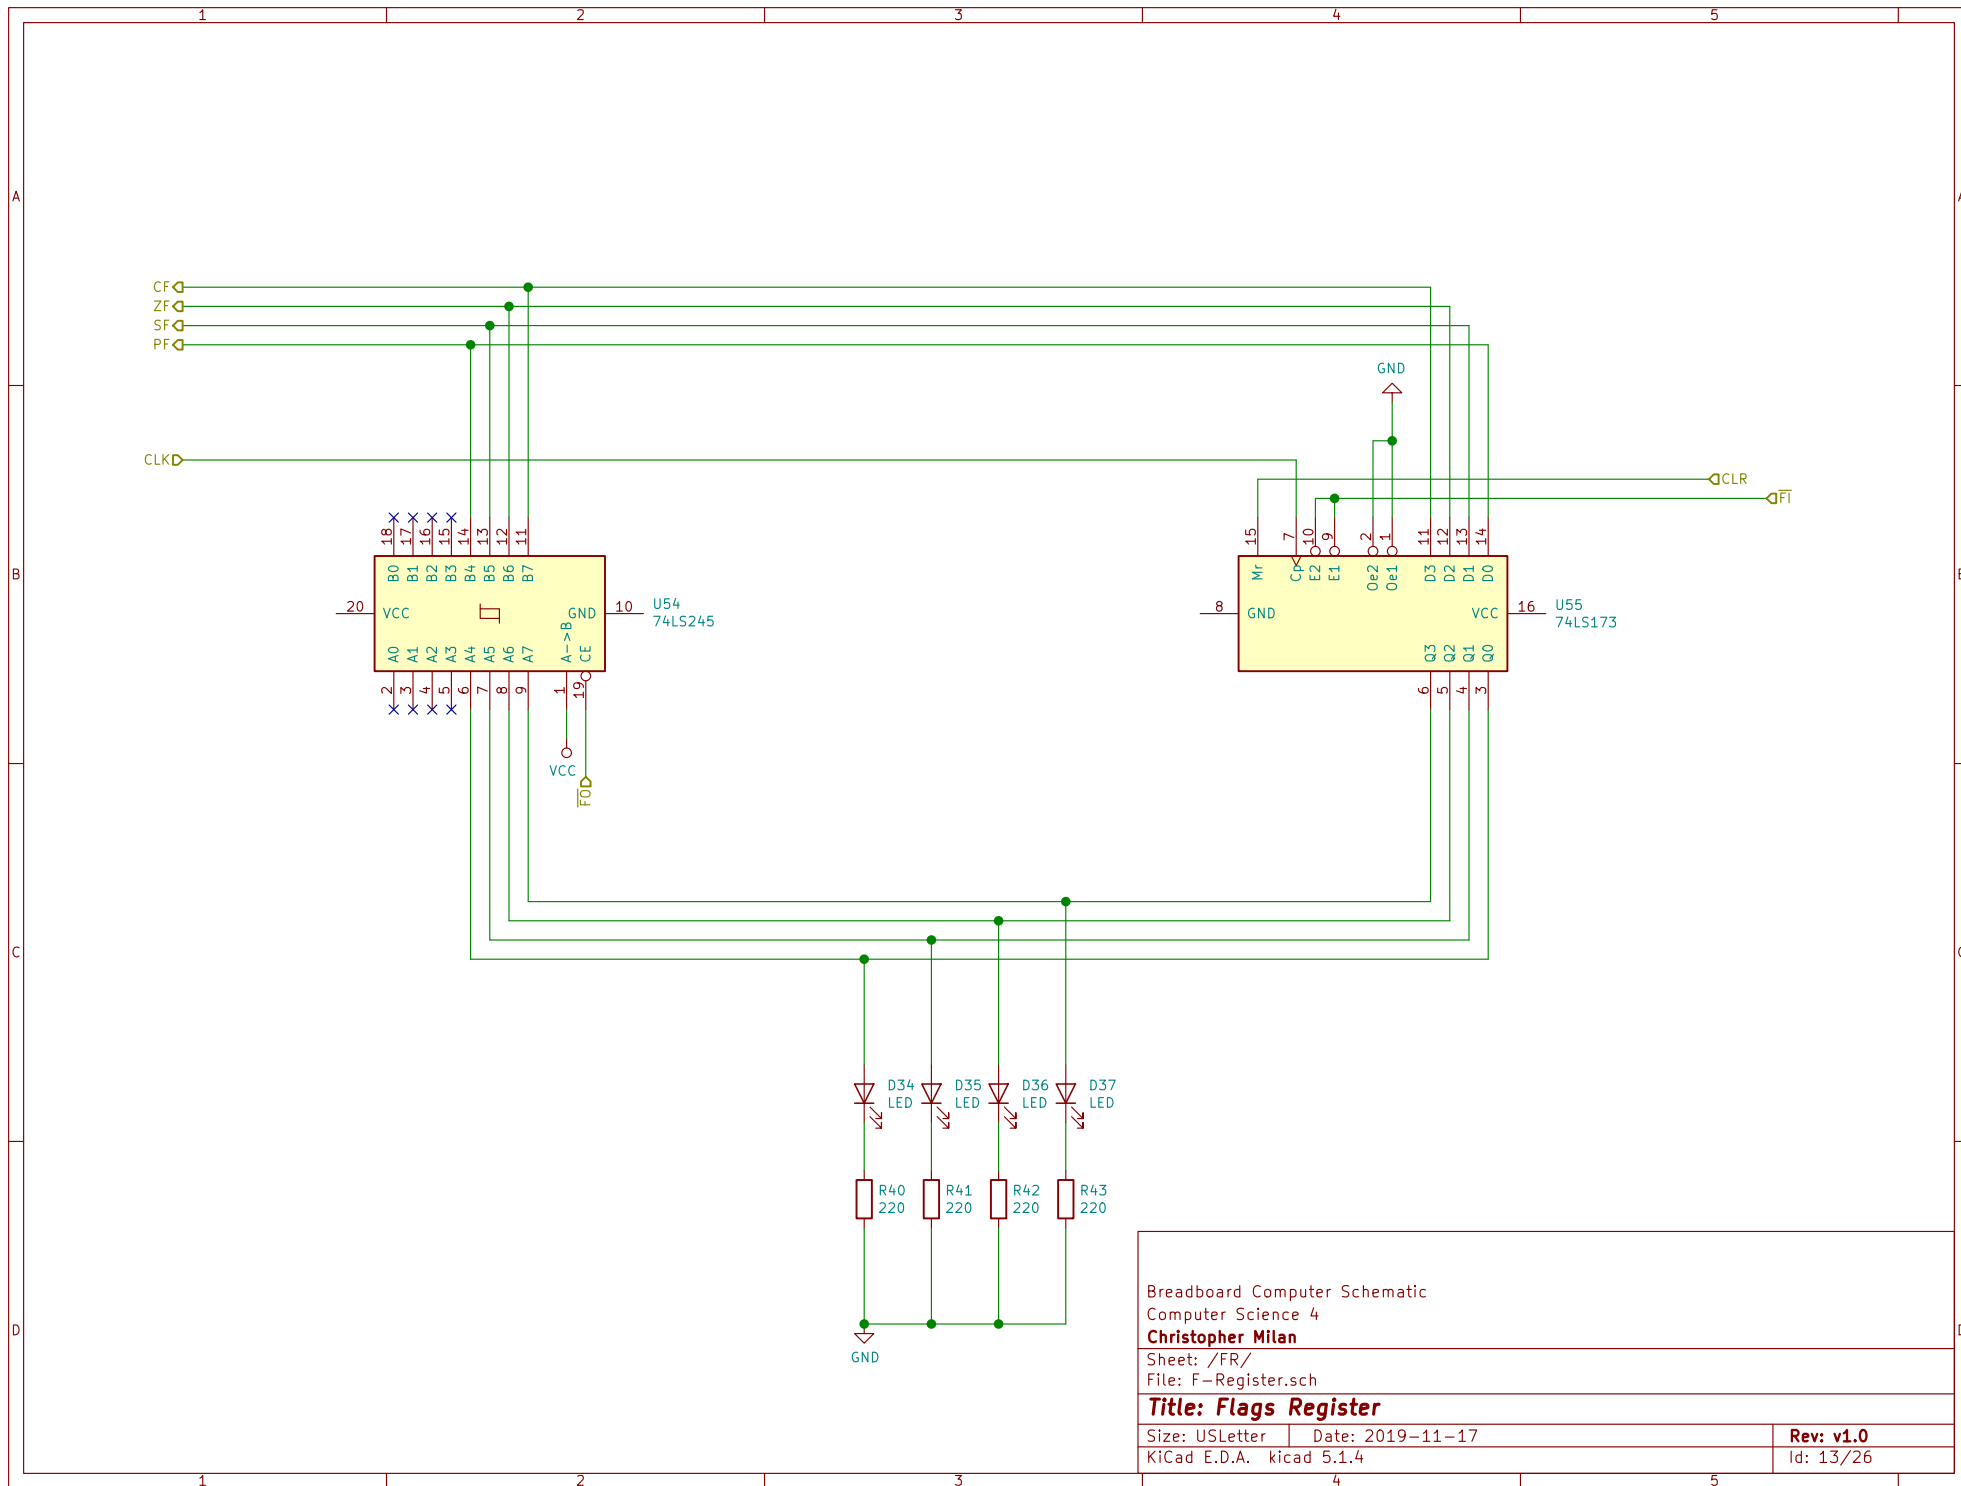 1 2 3 4 5
A
A
CF
ZF
SF
PF
GND
CLK
CLR
F̅I̅
18 17 16 15 14 13 12 11
15 7 10 9 2 1 11 12 13 14
B
B0 B1 B2 B3 B4 B5 B6 B7
Mr Cp E2 E1 Oe2 Oe1 D3 D2 D1 D0
20 VCC GND 10
U54
74LS245
8 GND VCC 16
U55
74LS173
A0 A1 A2 A3 A4 A5 A6 A7 A->B CE
Q3 Q2 Q1 Q0
2 3 4 5 6 7 8 9 1 19
6 5 4 3
VCC
F̅O̅
C
D34
LED
D35
LED
D36
LED
D37
LED
R40
220
R41
220
R42
220
R43
220
GND
D
Breadboard Computer Schematic
Computer Science 4
Christopher Milan
Sheet: /FR/
File: F-Register.sch
Title: Flags Register
Size: USLetter Date: 2019-11-17 Rev: v1.0
KiCad E.D.A. kicad 5.1.4 Id: 13/26
1 2 3 4 5